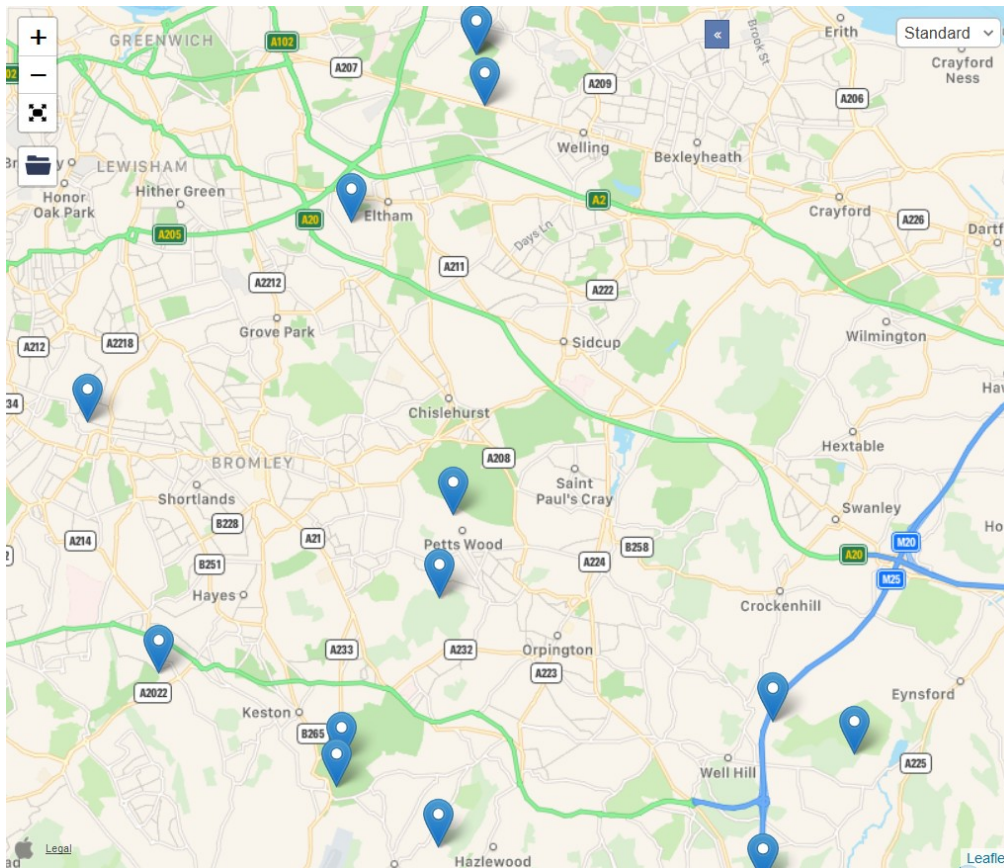 +
GREENWICH
A102
«
Brook St
Erith
Standard
Crayford
Ness
−
A207
A209
A206
Welling
Bexleyheath
LEWISHAM
Hither Green
Honor
Oak Park
Eltham
A2
Crayford
A226
A205
A20
Days Ln
A211
A2212
A222
Wilmington
Grove Park
A212
A2218
Sidcup
Chislehurst
Hextable
BROMLEY
A208
Saint
Paul's Cray
Shortlands
Swanley
B228
A21
A214
Petts Wood
B258
M20
A20
A224
B251
M25
Hayes
Crockenhill
A233
A232
Orpington
A223
A2022
Eynsford
Keston
B265
Well Hill
A225
Legal
Hazlewood